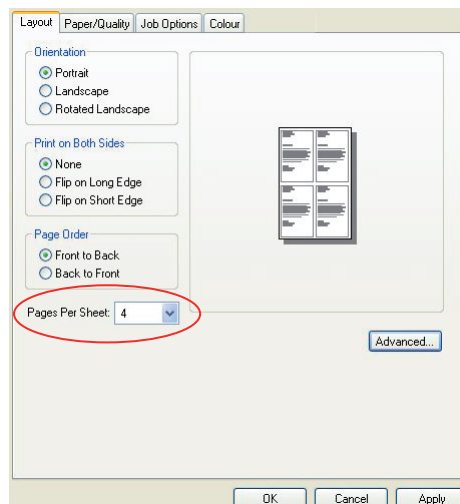 Layout Paper/Quality Job Options Colour
Orientation
Portrait
Landscape
Rotated Landscape
Print on Both Sides
None
Flip on Long Edge
Flip on Short Edge
Page Order
Front to Back
Back to Front
Pages Per Sheet: 4
Advanced...
OK Cancel Apply